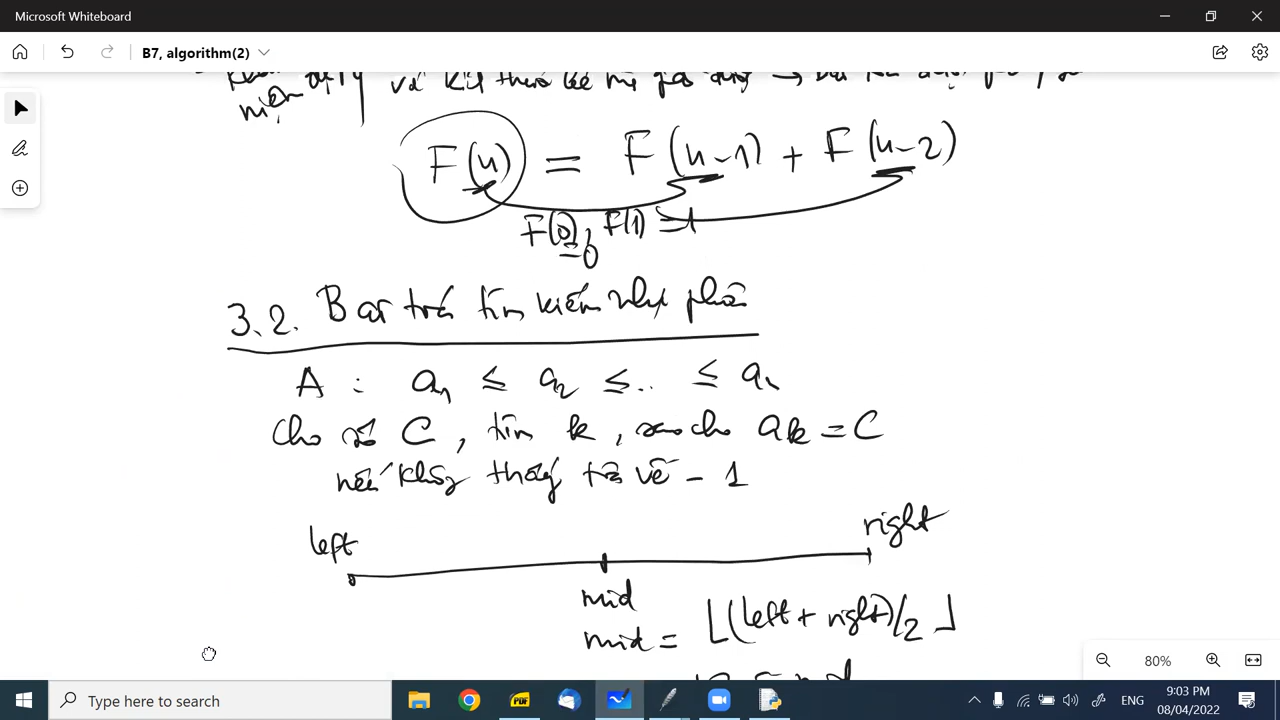 Microsoft Whiteboard
B7, algorithm(2)
F(n) = F(n-1) + F(n-2)
F(0) = 0, F(1) = 1
3.2. Bài toán tìm kiếm nhị phân
A : a1 ≤ a2 ≤ .. ≤ an
Cho số C, tìm k, sao cho ak = C
nếu không thấy trả về - 1
left right
mid
mid = ⌊(left + right)/2⌋
80%
Type here to search
PDF
ENG
9:03 PM
08/04/2022